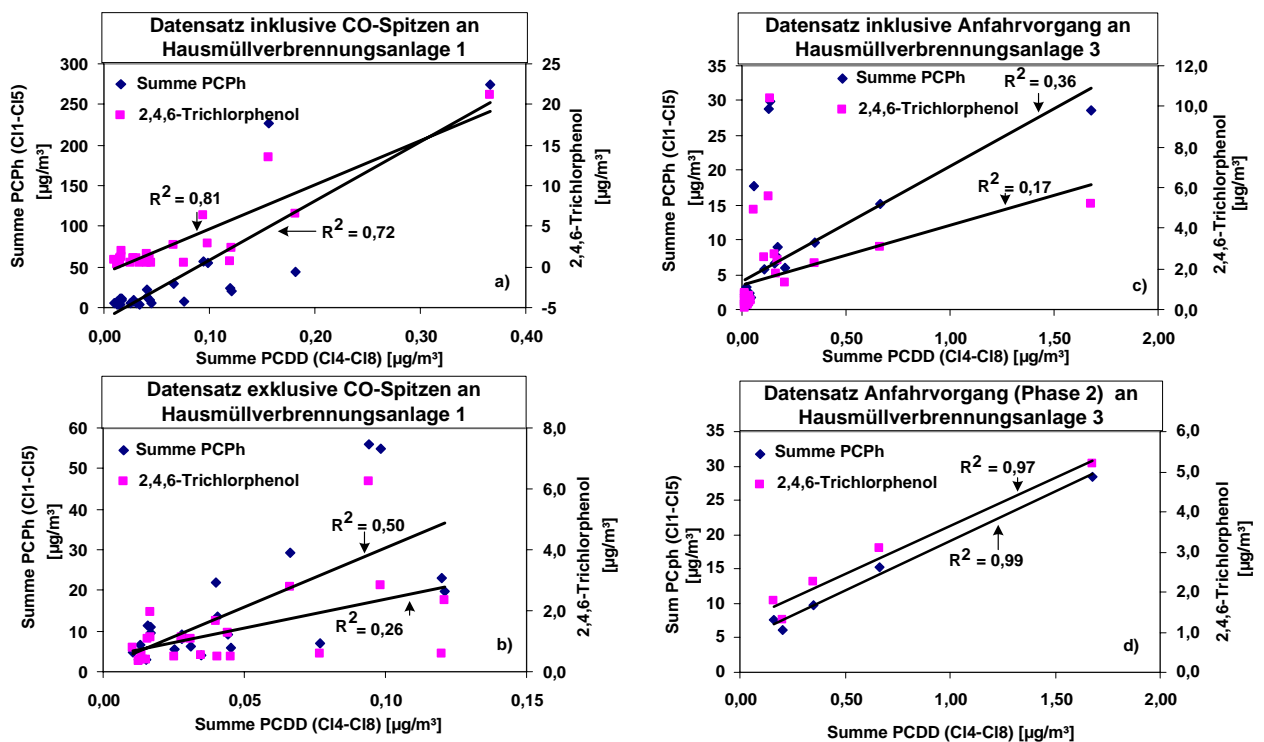 Datensatz inklusive CO-Spitzen an
Hausmüllverbrennungsanlage 1
Summe PCPh (Cl1-Cl5)
[µg/m³]
300
250
200
150
100
50
0
Summe PCPh
2,4,6-Trichlorphenol
R² = 0,81
R² = 0,72
a)
25
20
15
10
5
0
-5
2,4,6-Trichlorphenol
[µg/m³]
0,00
0,10
0,20
0,30
0,40
Summe PCDD (Cl4-Cl8) [µg/m³]
Datensatz inklusive Anfahrvorgang an
Hausmüllverbrennungsanlage 3
Summe PCPh (Cl1-Cl5)
[µg/m³]
35
30
25
20
15
10
5
0
Summe PCPh
2,4,6-Trichlorphenol
R² = 0,36
R² = 0,17
c)
12,0
10,0
8,0
6,0
4,0
2,0
0,0
2,4,6-Trichlorphenol
[µg/m³]
0,00
0,50
1,00
1,50
2,00
Summe PCDD (Cl4-Cl8) [µg/m³]
Datensatz exklusive CO-Spitzen an
Hausmüllverbrennungsanlage 1
Summe PCPh (Cl1-Cl5)
[µg/m³]
60
50
40
30
20
10
0
Summe PCPh
2,4,6-Trichlorphenol
R² = 0,50
R² = 0,26
b)
8,0
6,0
4,0
2,0
0,0
2,4,6-Trichlorphenol
[µg/m³]
0,00
0,05
0,10
0,15
Summe PCDD (Cl4-Cl8) [µg/m³]
Datensatz Anfahrvorgang (Phase 2) an
Hausmüllverbrennungsanlage 3
Sum PCph (Cl1-Cl5)
[µg/m³]
35
30
25
20
15
10
5
0
Summe PCPh
2,4,6-Trichlorphenol
R² = 0,97
R² = 0,99
d)
6,0
5,0
4,0
3,0
2,0
1,0
0,0
2,4,6-Trichlorphenol
[µg/m³]
0,00
0,50
1,00
1,50
2,00
Summe PCDD (Cl4-Cl8) [µg/m³]